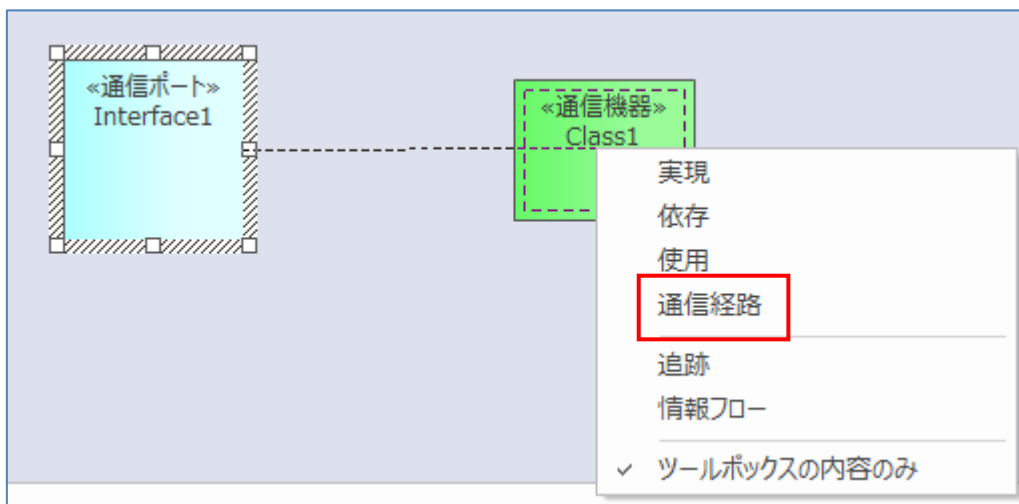 «通信ポート»
Interface1
«通信機器»
Class1
実現
依存
使用
通信経路
追跡
情報フロー
ツールボックスの内容のみ